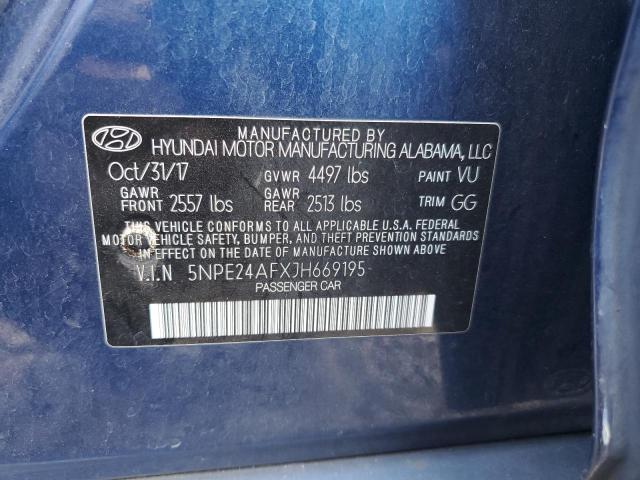 MANUFACTURED BY
HYUNDAI MOTOR MANUFACTURING ALABAMA, LLC
Oct/31/17 GVWR 4497 lbs PAINT VU
GAWR FRONT 2557 lbs GAWR REAR 2513 lbs TRIM GG
THIS VEHICLE CONFORMS TO ALL APPLICABLE U.S.A. FEDERAL
MOTOR VEHICLE SAFETY, BUMPER, AND THEFT PREVENTION STANDARDS
IN EFFECT ON THE DATE OF MANUFACTURE SHOWN ABOVE.
V.I.N 5NPE24AFXJH669195
PASSENGER CAR